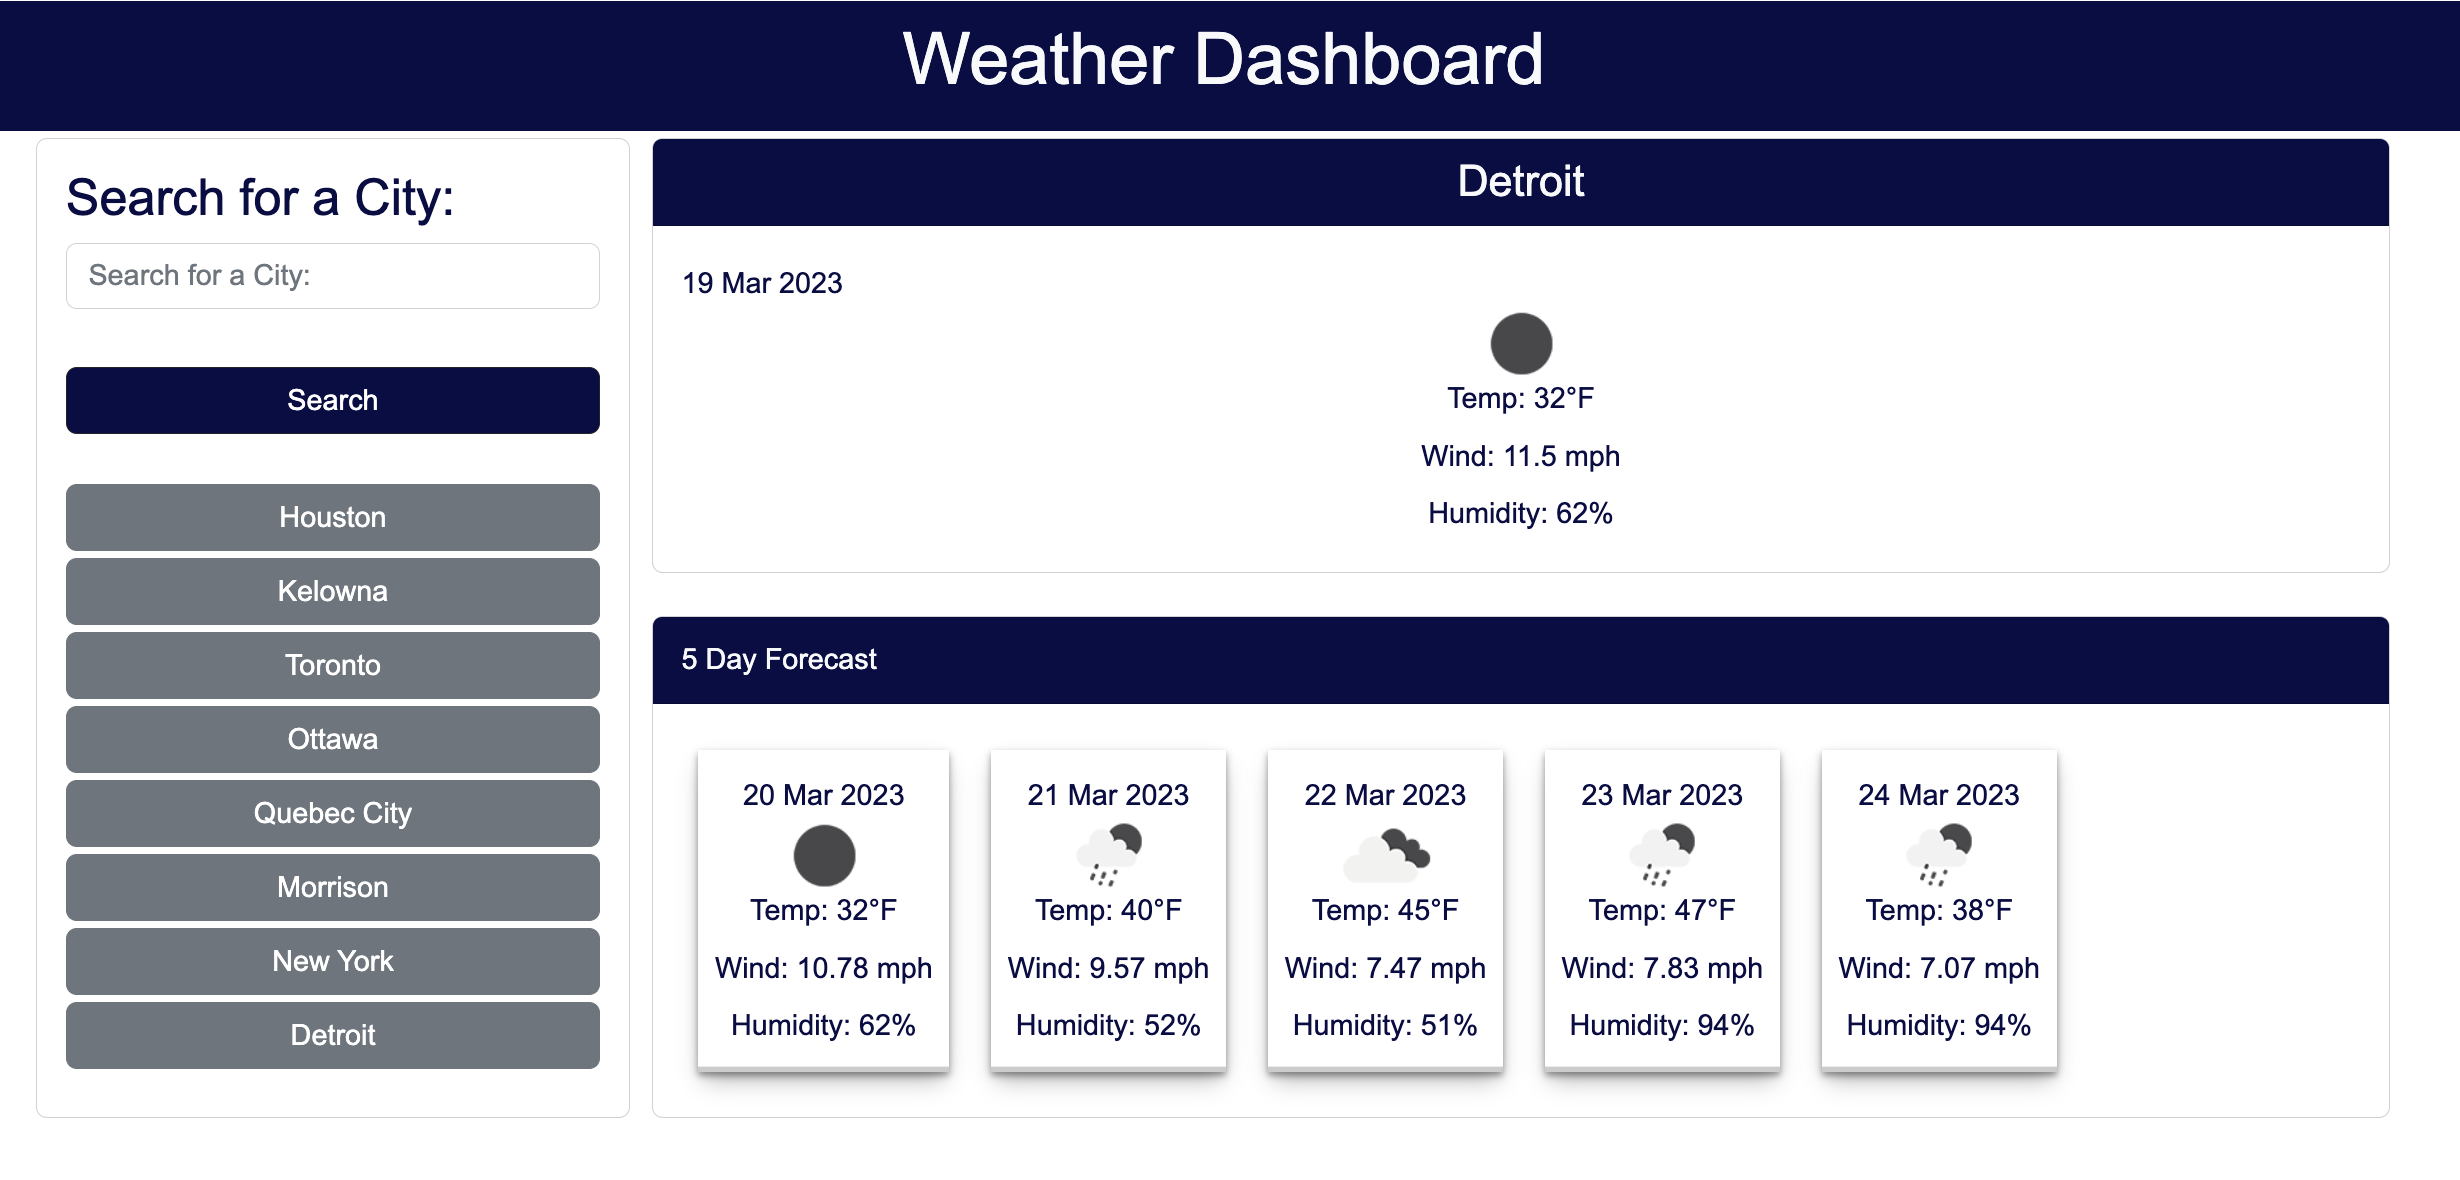 Weather Dashboard
Search for a City:
Search for a City:
Search
Houston
Kelowna
Toronto
Ottawa
Quebec City
Morrison
New York
Detroit
Detroit
19 Mar 2023
Temp: 32°F
Wind: 11.5 mph
Humidity: 62%
5 Day Forecast
20 Mar 2023
Temp: 32°F
Wind: 10.78 mph
Humidity: 62%
21 Mar 2023
Temp: 40°F
Wind: 9.57 mph
Humidity: 52%
22 Mar 2023
Temp: 45°F
Wind: 7.47 mph
Humidity: 51%
23 Mar 2023
Temp: 47°F
Wind: 7.83 mph
Humidity: 94%
24 Mar 2023
Temp: 38°F
Wind: 7.07 mph
Humidity: 94%